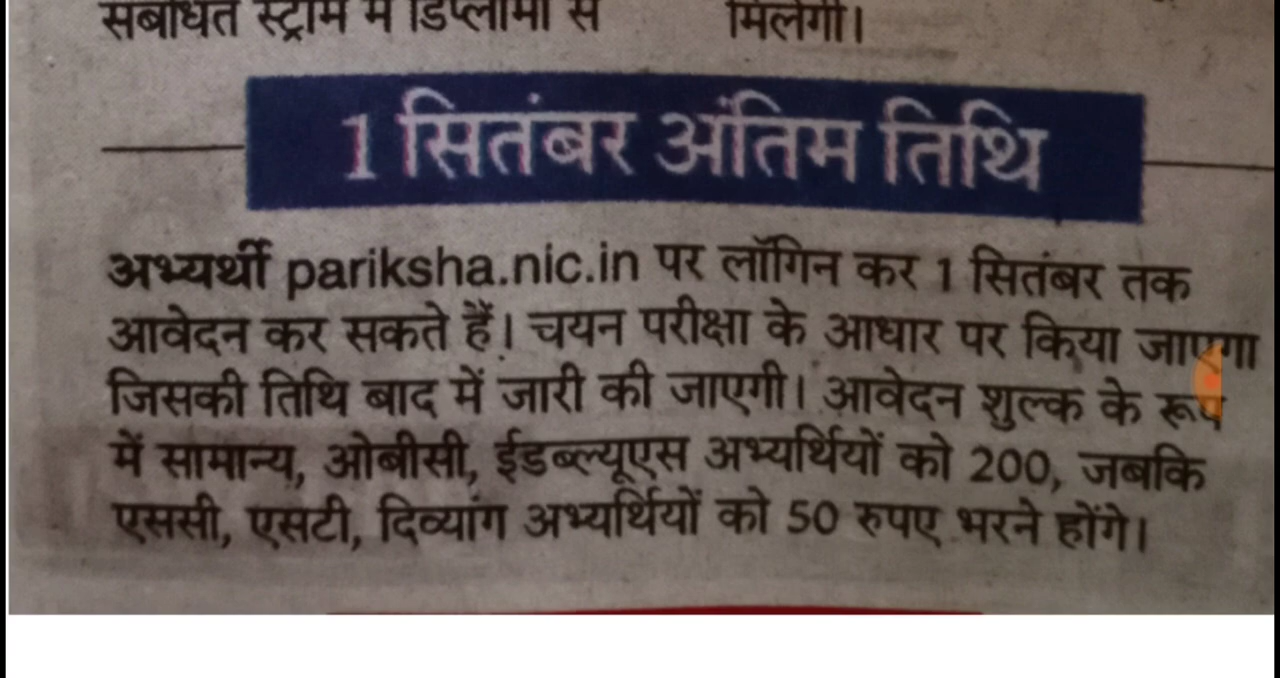 संबंधित स्ट्रीम में डिप्लोमा से
मिलेगी।
1 सितंबर अंतिम तिथि
अभ्यर्थी pariksha.nic.in पर लॉगिन कर 1 सितंबर तक
आवेदन कर सकते हैं। चयन परीक्षा के आधार पर किया जाएगा
जिसकी तिथि बाद में जारी की जाएगी। आवेदन शुल्क के रूप
में सामान्य, ओबीसी, ईडब्ल्यूएस अभ्यर्थियों को 200, जबकि
एससी, एसटी, दिव्यांग अभ्यर्थियों को 50 रुपए भरने होंगे।